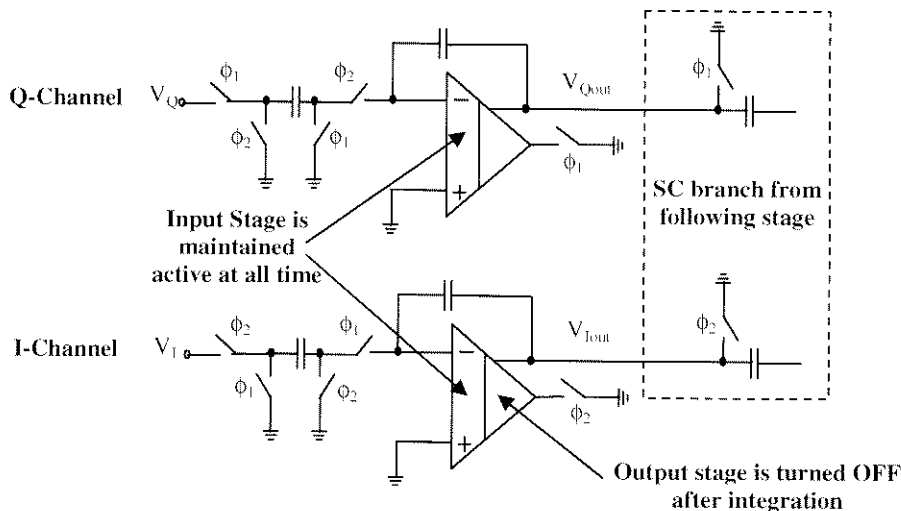 ϕ₁
ϕ₂
ϕ₁
Q-Channel
V_Q
V_Qout
ϕ₂
ϕ₁
ϕ₁
−
+
SC branch from
following stage
Input Stage is
maintained
active at all time
ϕ₂
ϕ₁
ϕ₂
I-Channel
V_I
V_Iout
ϕ₁
ϕ₂
ϕ₂
−
+
Output stage is turned OFF
after integration